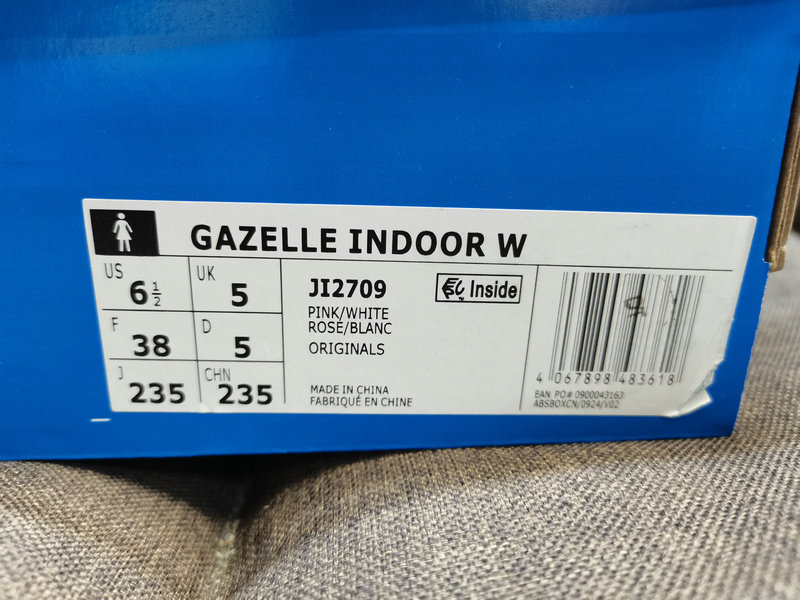 GAZELLE INDOOR W
US 6½
UK 5
F 38
D 5
J 235
CHN 235
JI2709
Inside
PINK/WHITE
ROSE/BLANC
ORIGINALS
MADE IN CHINA
FABRIQUÉ EN CHINE
4 067898 483618
EAN PO# 0900043163
ABSBOXCN/0924/V02